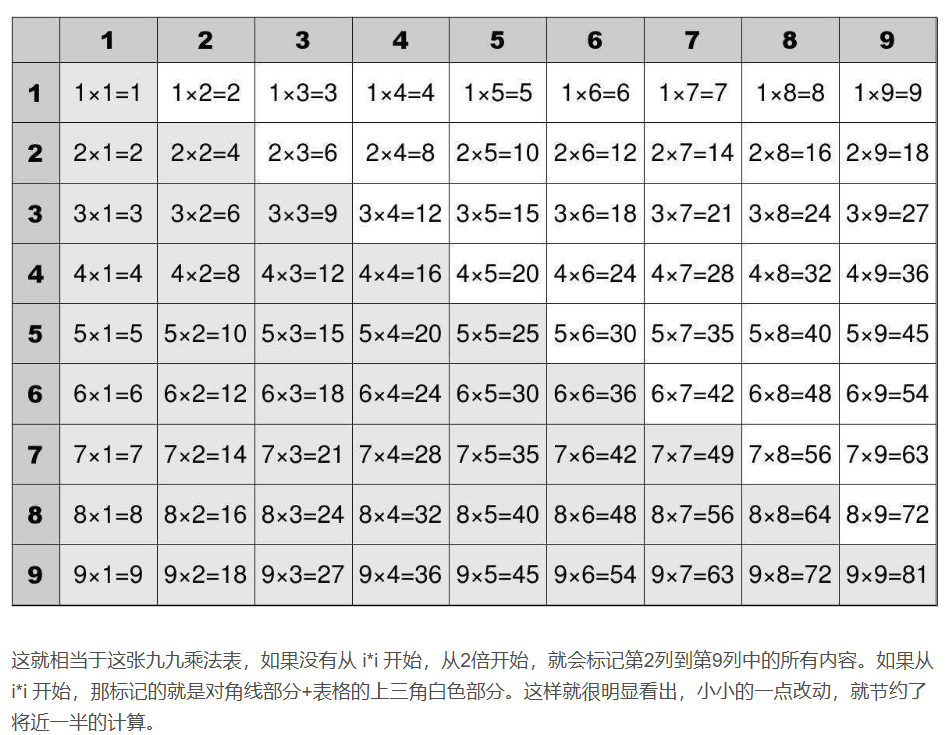 1 2 3 4 5 6 7 8 9
1 1×1=1 1×2=2 1×3=3 1×4=4 1×5=5 1×6=6 1×7=7 1×8=8 1×9=9
2 2×1=2 2×2=4 2×3=6 2×4=8 2×5=10 2×6=12 2×7=14 2×8=16 2×9=18
3 3×1=3 3×2=6 3×3=9 3×4=12 3×5=15 3×6=18 3×7=21 3×8=24 3×9=27
4 4×1=4 4×2=8 4×3=12 4×4=16 4×5=20 4×6=24 4×7=28 4×8=32 4×9=36
5 5×1=5 5×2=10 5×3=15 5×4=20 5×5=25 5×6=30 5×7=35 5×8=40 5×9=45
6 6×1=6 6×2=12 6×3=18 6×4=24 6×5=30 6×6=36 6×7=42 6×8=48 6×9=54
7 7×1=7 7×2=14 7×3=21 7×4=28 7×5=35 7×6=42 7×7=49 7×8=56 7×9=63
8 8×1=8 8×2=16 8×3=24 8×4=32 8×5=40 8×6=48 8×7=56 8×8=64 8×9=72
9 9×1=9 9×2=18 9×3=27 9×4=36 9×5=45 9×6=54 9×7=63 9×8=72 9×9=81
这就相当于这张九九乘法表，如果没有从 i*i 开始，从2倍开始，就会标记第2列到第9列中的所有内容。如果从
i*i 开始，那标记的就是对角线部分+表格的上三角白色部分。这样就很明显看出，小小的一点改动，就节约了
将近一半的计算。